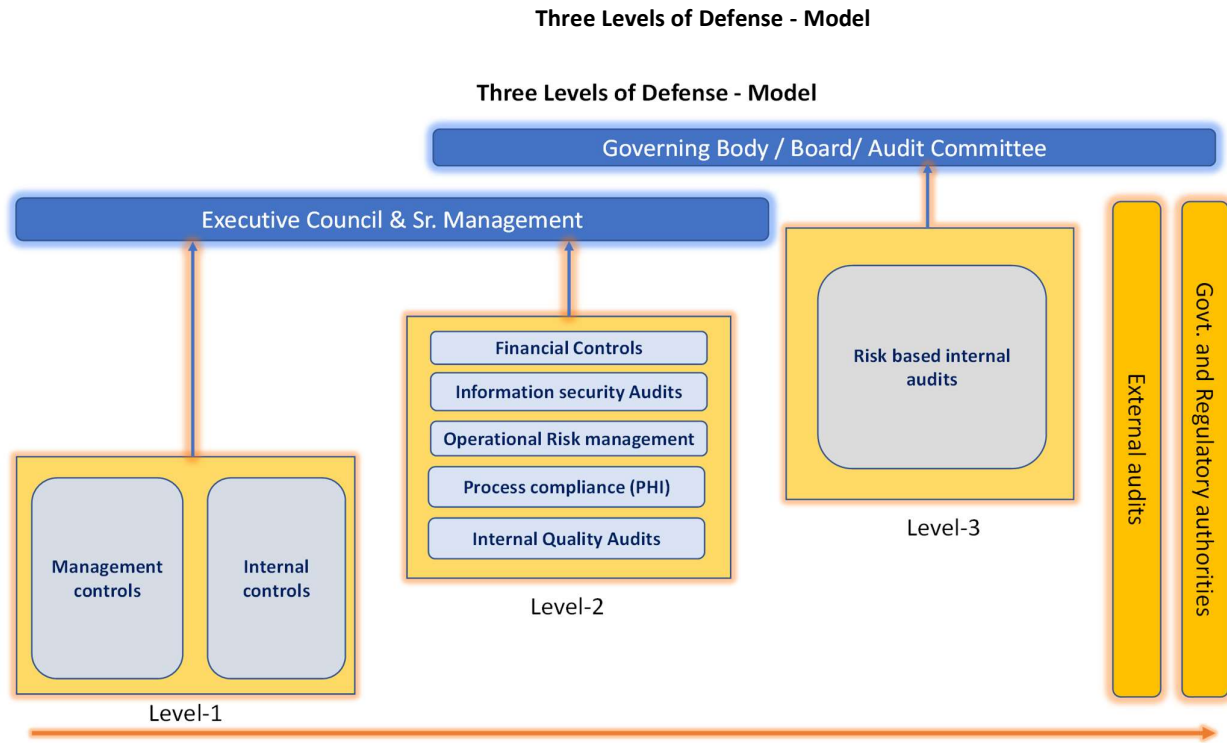 Three Levels of Defense - Model
Three Levels of Defense - Model
Governing Body / Board/ Audit Committee
Executive Council & Sr. Management
Management
controls
Internal
controls
Level-1
Financial Controls
Information security Audits
Operational Risk management
Process compliance (PHI)
Internal Quality Audits
Level-2
Risk based internal
audits
Level-3
External audits
Govt. and Regulatory authorities